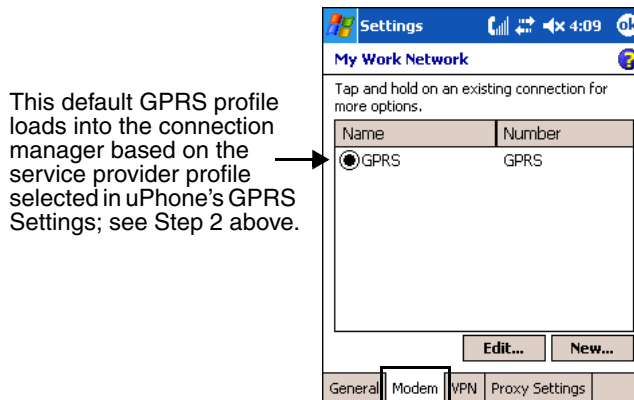 This default GPRS profile
loads into the connection
manager based on the
service provider profile
selected in uPhone's GPRS
Settings; see Step 2 above.
Settings 4:09 ok
My Work Network ?
Tap and hold on an existing connection for
more options.
Name Number
GPRS GPRS
Edit... New...
General Modem VPN Proxy Settings